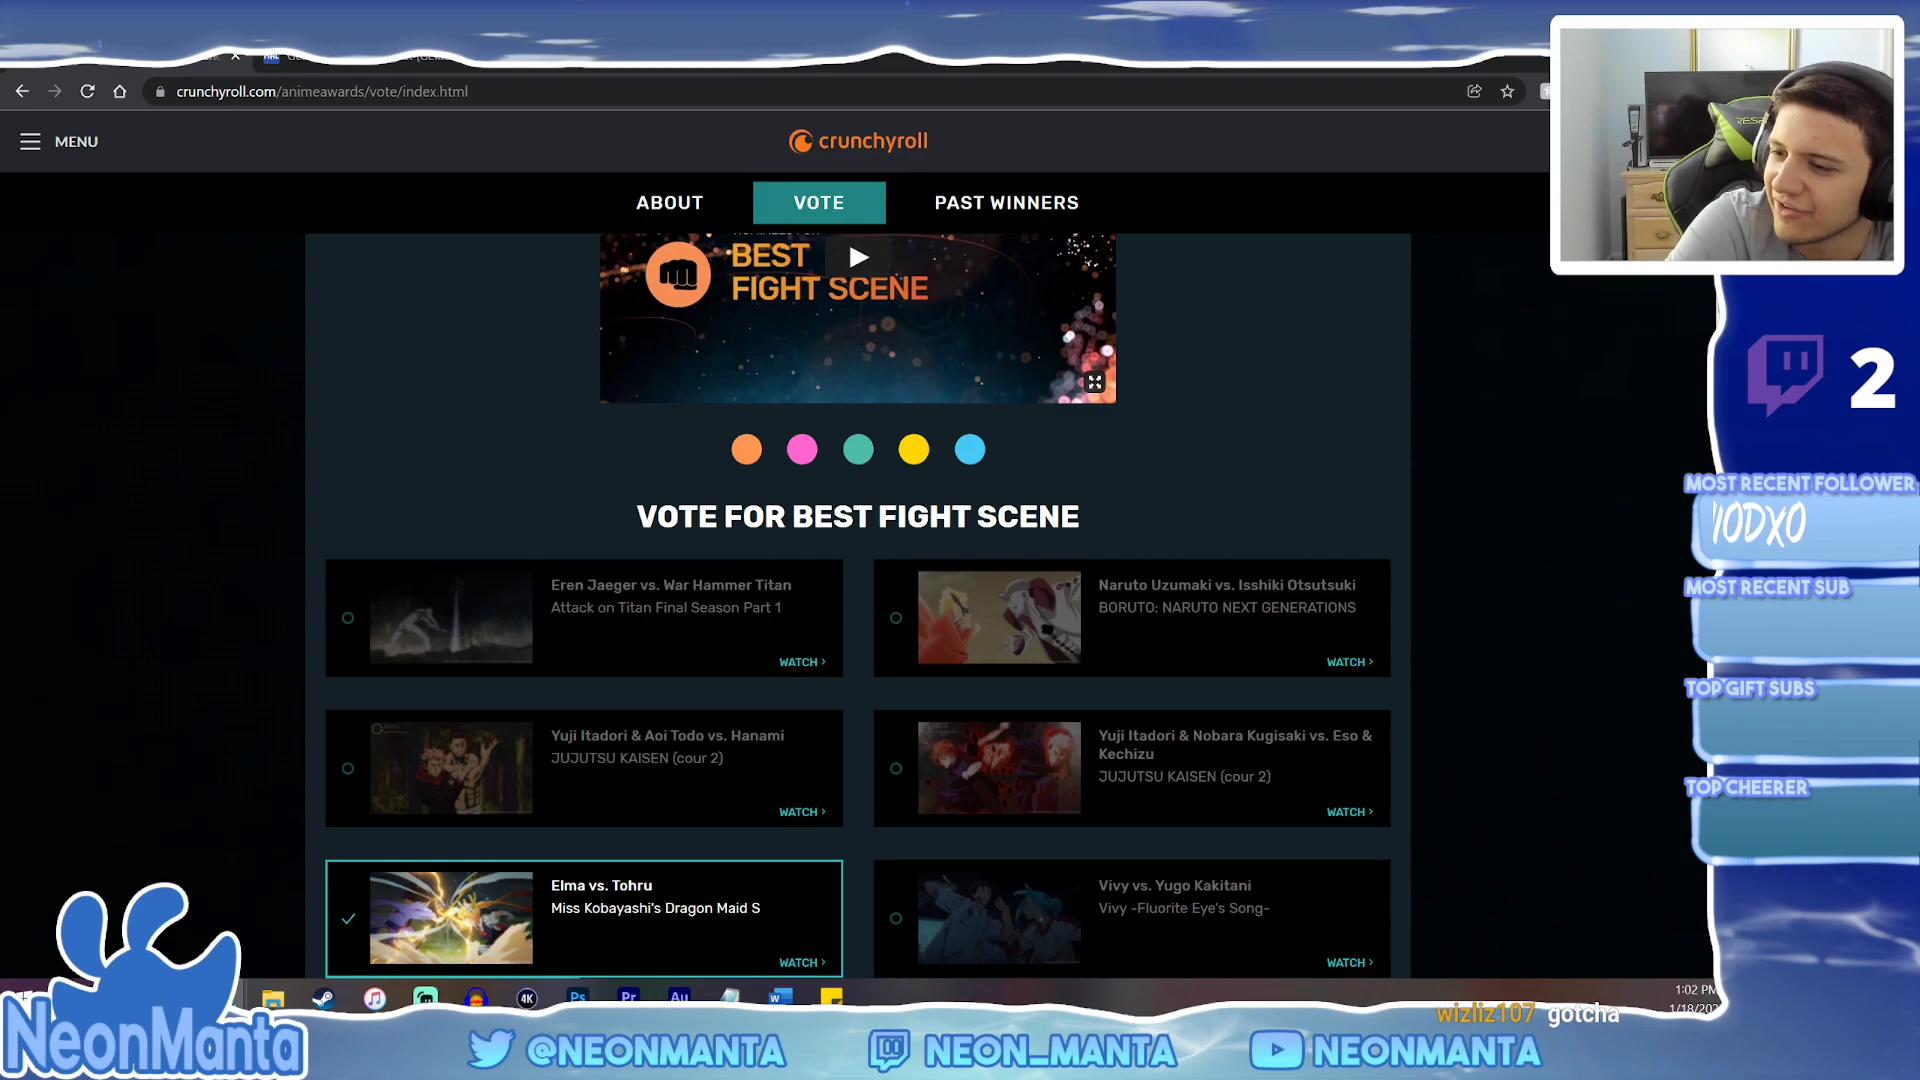 crunchyroll.com/animeawards/vote/index.html
MENU
crunchyroll
ABOUT
VOTE
PAST WINNERS
BEST
FIGHT SCENE
VOTE FOR BEST FIGHT SCENE
Eren Jaeger vs. War Hammer Titan
Attack on Titan Final Season Part 1
WATCH >
Naruto Uzumaki vs. Isshiki Otsutsuki
BORUTO: NARUTO NEXT GENERATIONS
WATCH >
Yuji Itadori & Aoi Todo vs. Hanami
JUJUTSU KAISEN (cour 2)
WATCH >
Yuji Itadori & Nobara Kugisaki vs. Eso &
Kechizu
JUJUTSU KAISEN (cour 2)
WATCH >
Elma vs. Tohru
Miss Kobayashi's Dragon Maid S
WATCH >
Vivy vs. Yugo Kakitani
Vivy -Fluorite Eye's Song-
WATCH >
2
MOST RECENT FOLLOWER
MOST RECENT SUB
TOP GIFT SUBS
TOP CHEERER
4K
Ps
Pr
Au
W
1:02 PM
wizliz107 gotcha
NeonManta
@NEONMANTA
NEON_MANTA
NEONMANTA